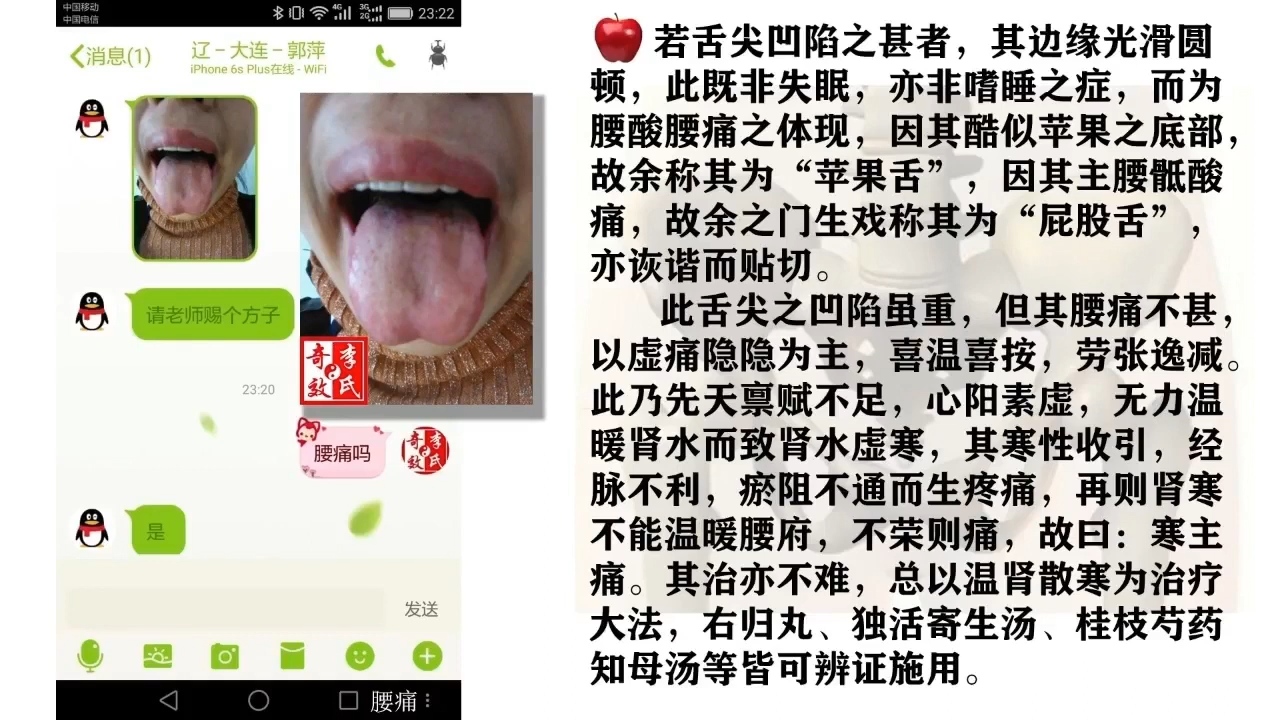 中国移动
中国电信
4G
3G
2G
23:22
消息(1)
辽－大连－郭萍
iPhone 6s Plus在线 - WiFi
请老师赐个方子
23:20
李氏奇效
腰痛吗
李氏奇效
是
发送
腰痛
若舌尖凹陷之甚者，其边缘光滑圆
顿，此既非失眠，亦非嗜睡之症，而为
腰酸腰痛之体现，因其酷似苹果之底部，
故余称其为“苹果舌”，因其主腰骶酸
痛，故余之门生戏称其为“屁股舌”，
亦诙谐而贴切。
此舌尖之凹陷虽重，但其腰痛不甚，
以虚痛隐隐为主，喜温喜按，劳张逸减。
此乃先天禀赋不足，心阳素虚，无力温
暖肾水而致肾水虚寒，其寒性收引，经
脉不利，瘀阻不通而生疼痛，再则肾寒
不能温暖腰府，不荣则痛，故曰：寒主
痛。其治亦不难，总以温肾散寒为治疗
大法，右归丸、独活寄生汤、桂枝芍药
知母汤等皆可辨证施用。